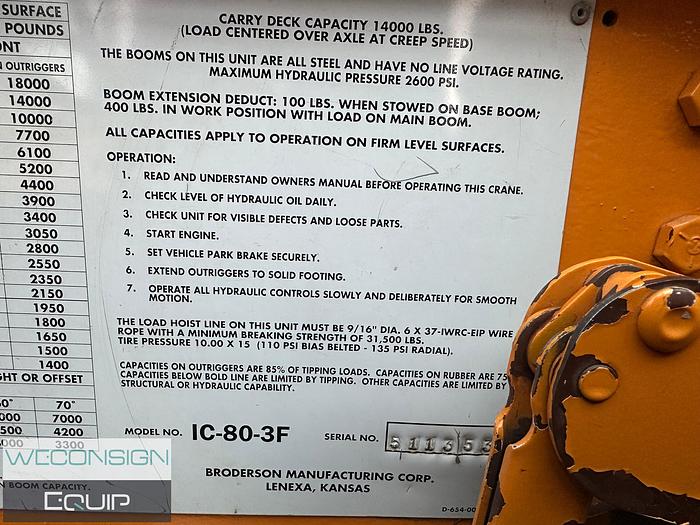 SURFACE
POUNDS
ONT
N OUTRIGGERS
18000
14000
10000
7700
6100
5200
4400
3900
3400
3050
2800
2550
2350
2150
1950
1800
1650
1500
1400
GHT OR OFFSET
60° 70°
000 7000
500 4200
000 3300
N BOOM CAPACITY.
CARRY DECK CAPACITY 14000 LBS.
(LOAD CENTERED OVER AXLE AT CREEP SPEED)
THE BOOMS ON THIS UNIT ARE ALL STEEL AND HAVE NO LINE VOLTAGE RATING.
MAXIMUM HYDRAULIC PRESSURE 2600 PSI.
BOOM EXTENSION DEDUCT: 100 LBS. WHEN STOWED ON BASE BOOM;
400 LBS. IN WORK POSITION WITH LOAD ON MAIN BOOM.
ALL CAPACITIES APPLY TO OPERATION ON FIRM LEVEL SURFACES.
OPERATION:
1. READ AND UNDERSTAND OWNERS MANUAL BEFORE OPERATING THIS CRANE.
2. CHECK LEVEL OF HYDRAULIC OIL DAILY.
3. CHECK UNIT FOR VISIBLE DEFECTS AND LOOSE PARTS.
4. START ENGINE.
5. SET VEHICLE PARK BRAKE SECURELY.
6. EXTEND OUTRIGGERS TO SOLID FOOTING.
7. OPERATE ALL HYDRAULIC CONTROLS SLOWLY AND DELIBERATELY FOR SMOOTH
MOTION.
THE LOAD HOIST LINE ON THIS UNIT MUST BE 9/16" DIA. 6 X 37-IWRC-EIP WIRE
ROPE WITH A MINIMUM BREAKING STRENGTH OF 31,500 LBS.
TIRE PRESSURE 10.00 X 15 (110 PSI BIAS BELTED - 135 PSI RADIAL).
CAPACITIES ON OUTRIGGERS ARE 85% OF TIPPING LOADS. CAPACITIES ON RUBBER ARE 75
CAPACITIES BELOW BOLD LINE ARE LIMITED BY TIPPING. OTHER CAPACITIES ARE LIMITED BY
STRUCTURAL OR HYDRAULIC CAPABILITY.
MODEL NO. IC-80-3F SERIAL NO. 511353
BRODERSON MANUFACTURING CORP.
LENEXA, KANSAS
D-654-00
WECONSIGN
EQUIP